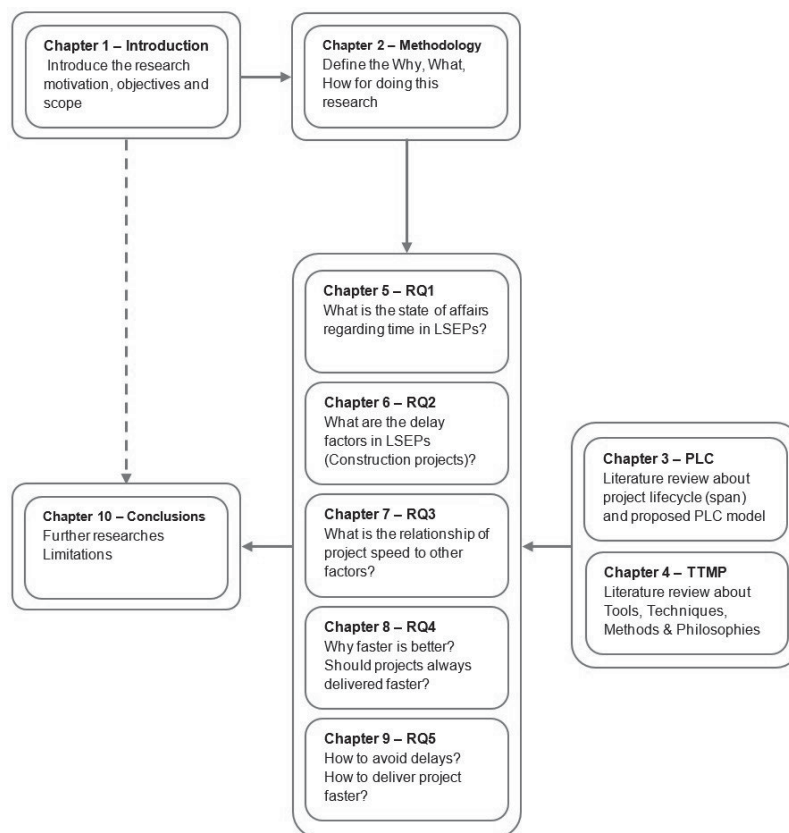 Chapter 1 – Introduction
Introduce the research
motivation, objectives and
scope
Chapter 2 – Methodology
Define the Why, What,
How for doing this
research
Chapter 5 – RQ1
What is the state of affairs
regarding time in LSEPs?
Chapter 6 – RQ2
What are the delay
factors in LSEPs
(Construction projects)?
Chapter 7 – RQ3
What is the relationship of
project speed to other
factors?
Chapter 8 – RQ4
Why faster is better?
Should projects always
delivered faster?
Chapter 9 – RQ5
How to avoid delays?
How to deliver project
faster?
Chapter 3 – PLC
Literature review about
project lifecycle (span)
and proposed PLC model
Chapter 4 – TTMP
Literature review about
Tools, Techniques,
Methods & Philosophies
Chapter 10 – Conclusions
Further researches
Limitations